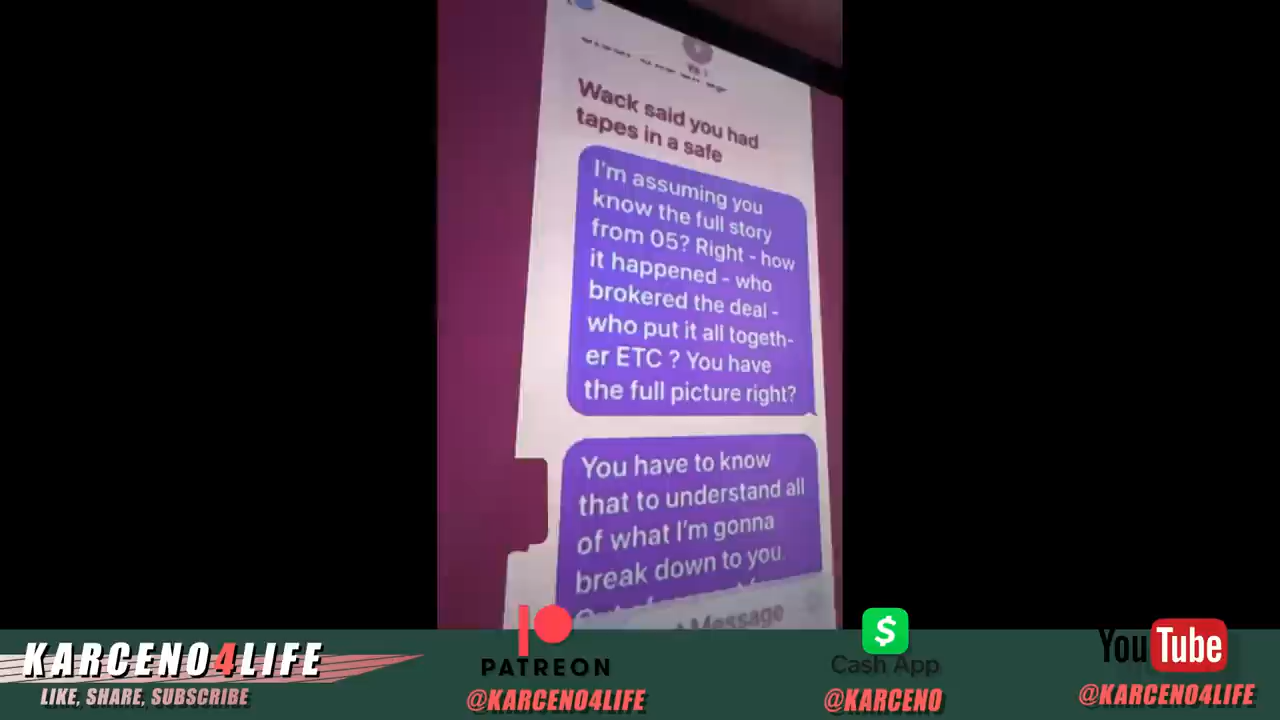 Wack said you had
tapes in a safe
I'm assuming you
know the full story
from 05? Right - how
it happened - who
brokered the deal -
who put it all togeth-
er ETC ? You have
the full picture right?
You have to know
that to understand all
of what I'm gonna
break down to you.
Message
KARCENO4LIFE
LIKE, SHARE, SUBSCRIBE
PATREON
@KARCENO4LIFE
$
Cash App
@KARCENO
YouTube
@KARCENO4LIFE